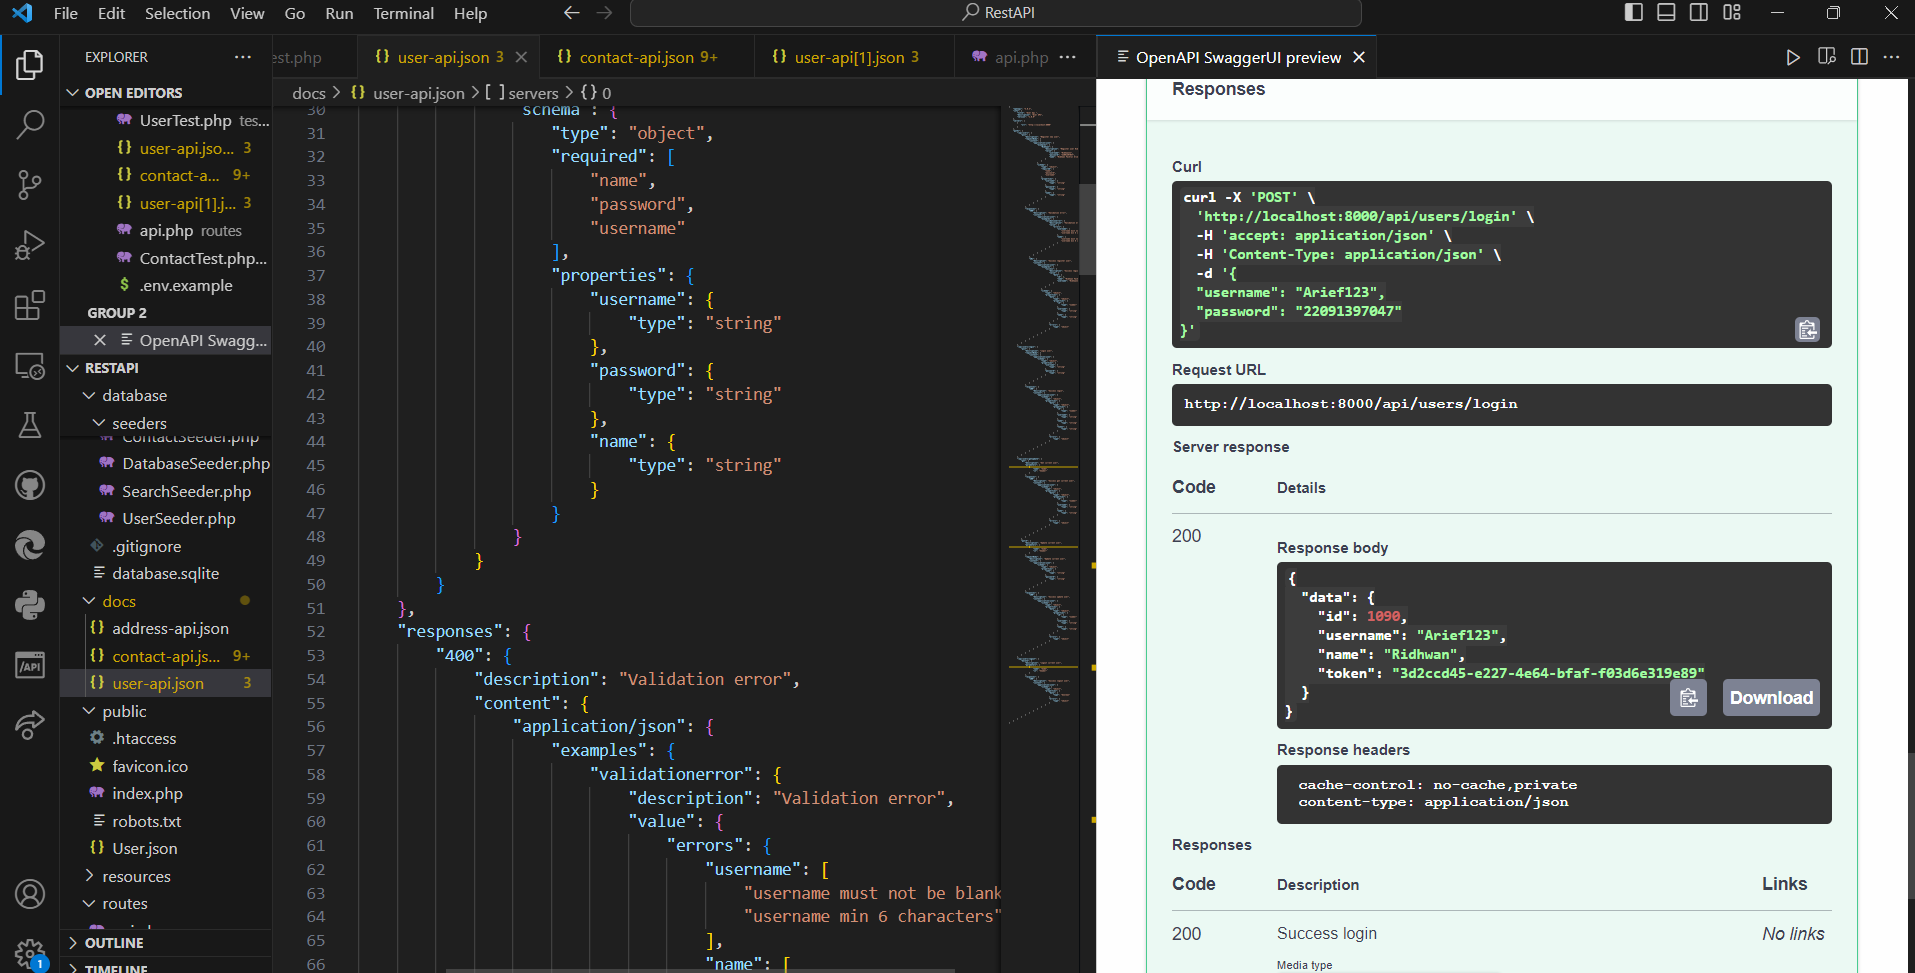 File Edit Selection View Go Run Terminal Help
RestAPI
EXPLORER
OPEN EDITORS
UserTest.php tes...
user-api.jso... 3
contact-a... 9+
user-api[1].j... 3
api.php routes
ContactTest.php...
.env.example
GROUP 2
OpenAPI Swagg...
RESTAPI
database
seeders
ContactSeeder.php
DatabaseSeeder.php
SearchSeeder.php
UserSeeder.php
.gitignore
database.sqlite
docs
address-api.json
contact-api.js... 9+
user-api.json 3
public
.htaccess
favicon.ico
index.php
robots.txt
User.json
resources
routes
OUTLINE
TIMELINE
1
est.php
user-api.json 3
contact-api.json 9+
user-api[1].json 3
api.php
docs > {} user-api.json > [ ] servers > {} 0
30 schema": {
31 "type": "object",
32 "required": [
33 "name",
34 "password",
35 "username"
36 ],
37 "properties": {
38 "username": {
39 "type": "string"
40 },
41 "password": {
42 "type": "string"
43 },
44 "name": {
45 "type": "string"
46 }
47 }
48 }
49 }
50 }
51 },
52 "responses": {
53 "400": {
54 "description": "Validation error",
55 "content": {
56 "application/json": {
57 "examples": {
58 "validationerror": {
59 "description": "Validation error",
60 "value": {
61 "errors": {
62 "username": [
63 "username must not be blank
64 "username min 6 characters"
65 ],
66 "name": [
OpenAPI SwaggerUI preview
Responses
Curl
curl -X 'POST' \
'http://localhost:8000/api/users/login' \
-H 'accept: application/json' \
-H 'Content-Type: application/json' \
-d '{
"username": "Arief123",
"password": "22091397047"
}'
Request URL
http://localhost:8000/api/users/login
Server response
Code Details
200
Response body
{
"data": {
"id": 1090,
"username": "Arief123",
"name": "Ridhwan",
"token": "3d2ccd45-e227-4e64-bfaf-f03d6e319e89"
}
}
Download
Response headers
cache-control: no-cache,private
content-type: application/json
Responses
Code Description Links
200 Success login No links
Media type